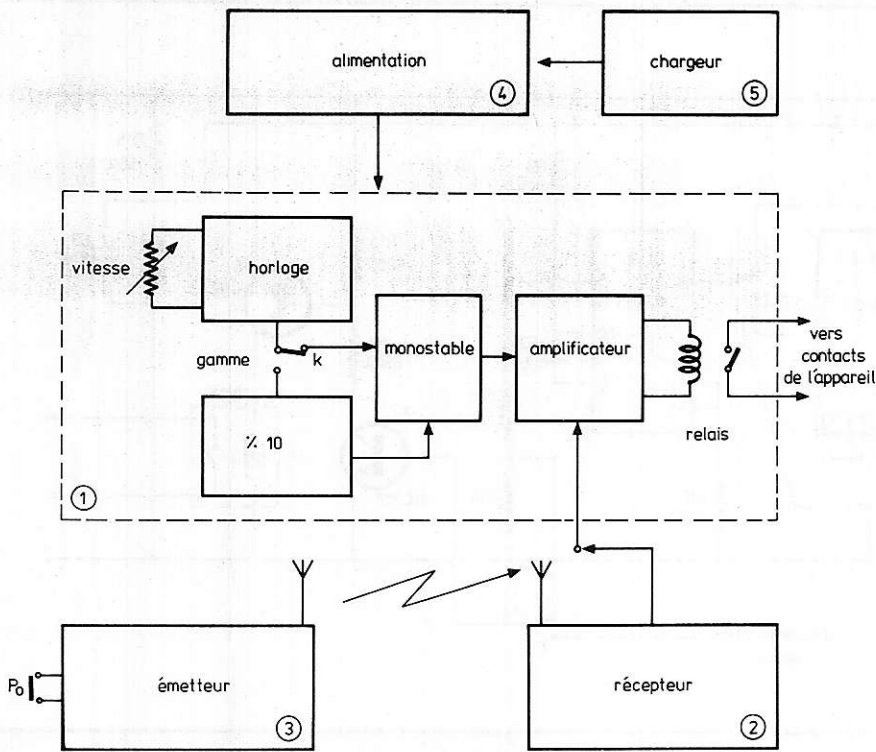 alimentation
4
chargeur
5
vitesse
horloge
gamme
k
monostable
amplificateur
vers
contacts
de l'appareil
relais
% 10
1
émetteur
3
P₀
récepteur
2